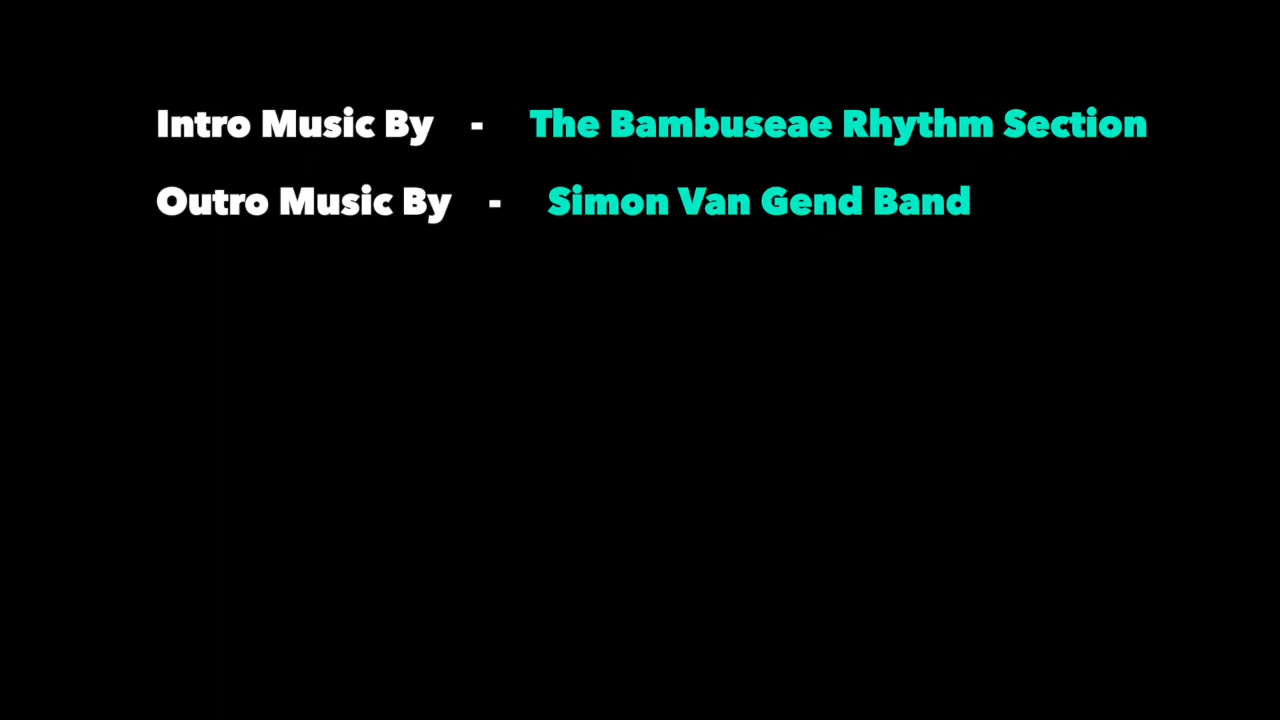 Intro Music By - The Bambuseae Rhythm Section
Outro Music By - Simon Van Gend Band